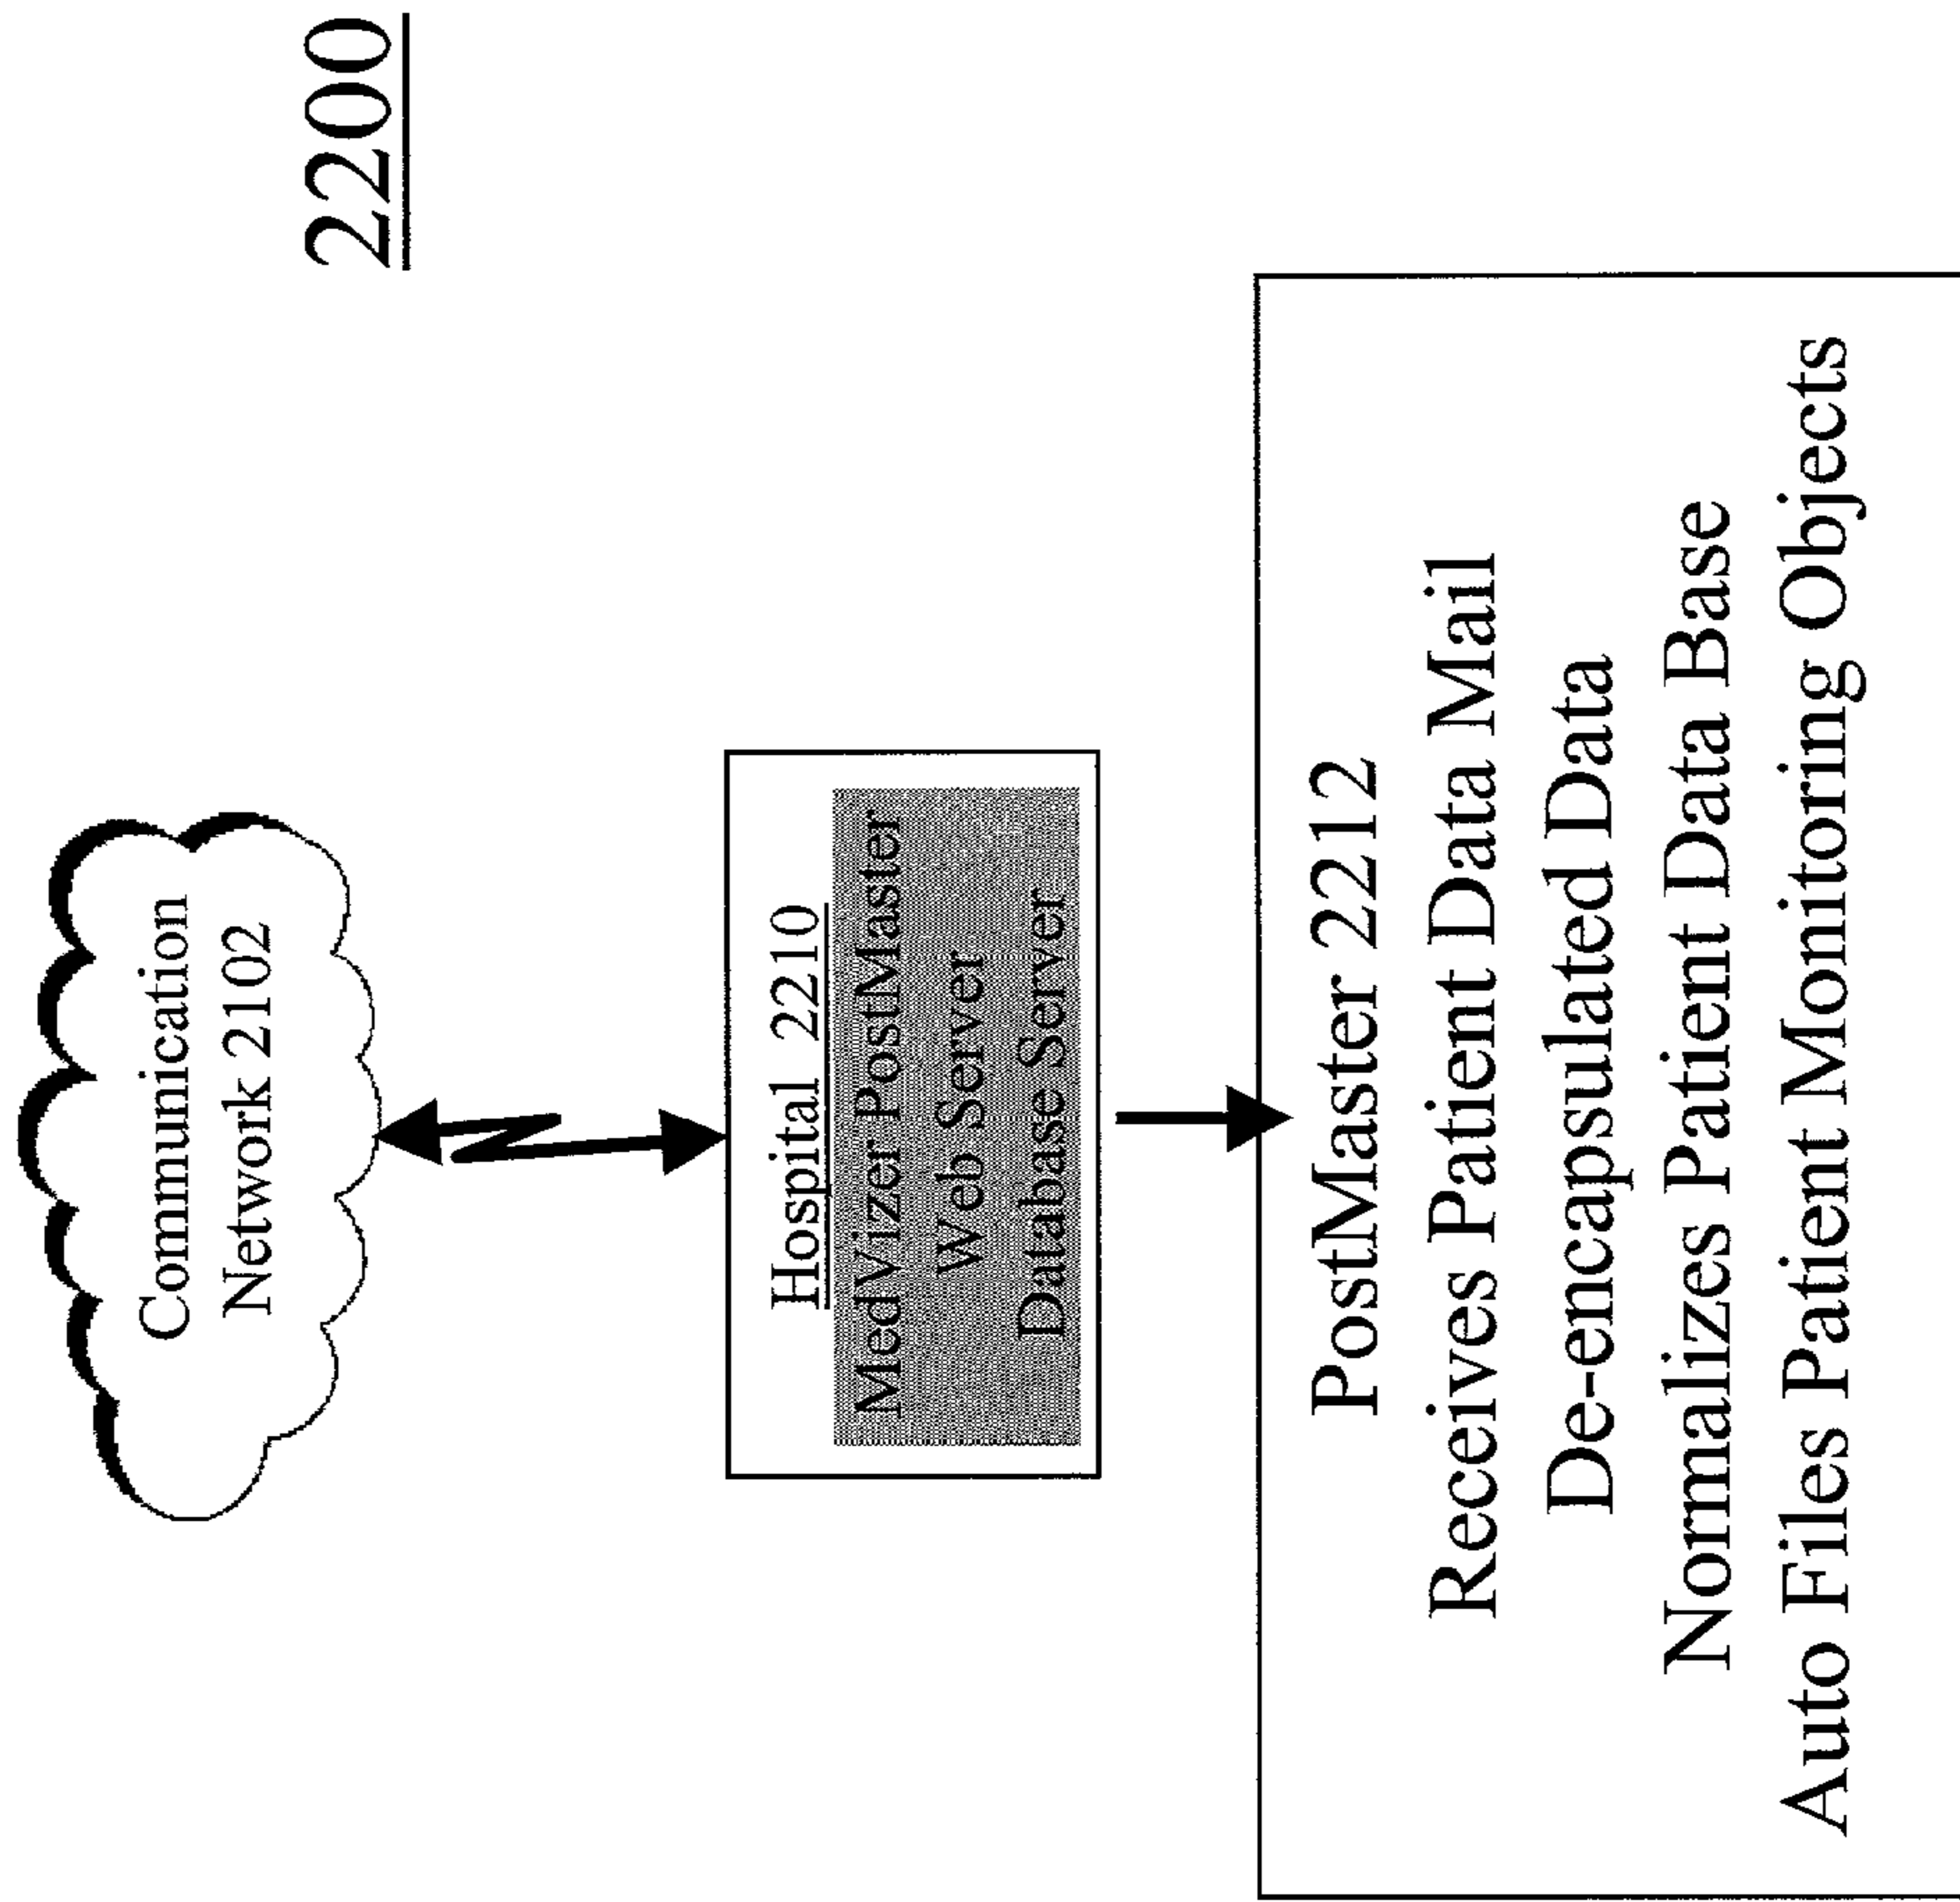 2200
Communication
Network 2102
Hospital 2210
MedVizer PostMaster
Web Server
Database Server
PostMaster 2212
Receives Patient Data Mail
De-encapsulated Data
Normalizes Patient Data Base
Auto Files Patient Monitoring Objects